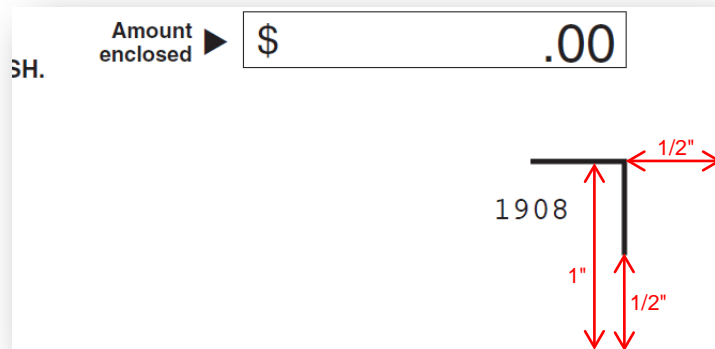 Amount
enclosed
$ .00
SH.
1/2"
1908
1"
1/2"